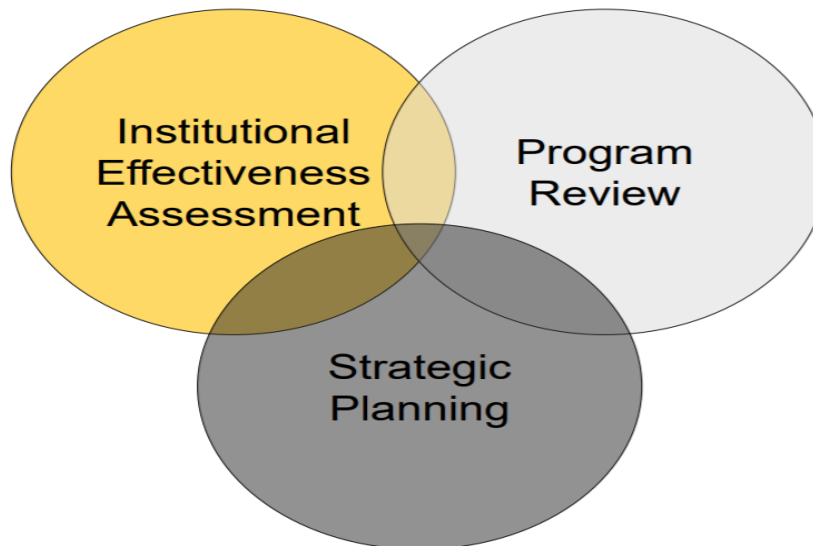 Institutional
Effectiveness
Assessment
Program
Review
Strategic
Planning